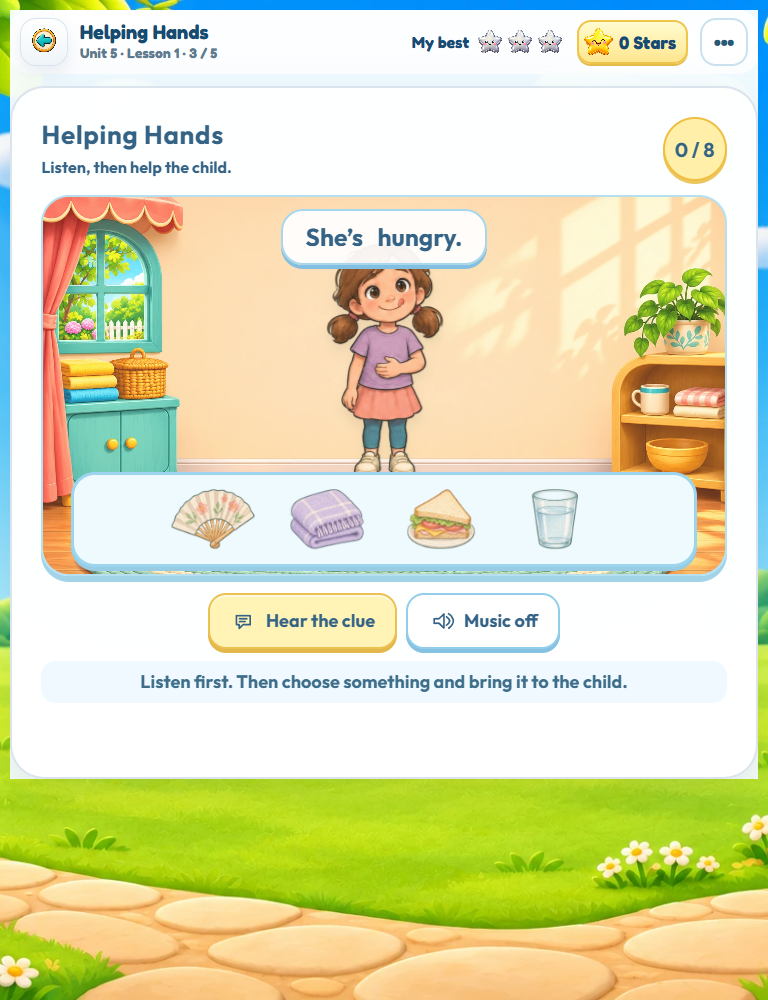 Helping Hands
Unit 5 · Lesson 1 · 3 / 5
My best
0 Stars
Helping Hands
Listen, then help the child.
0 / 8
She’s hungry.
Hear the clue
Music off
Listen first. Then choose something and bring it to the child.